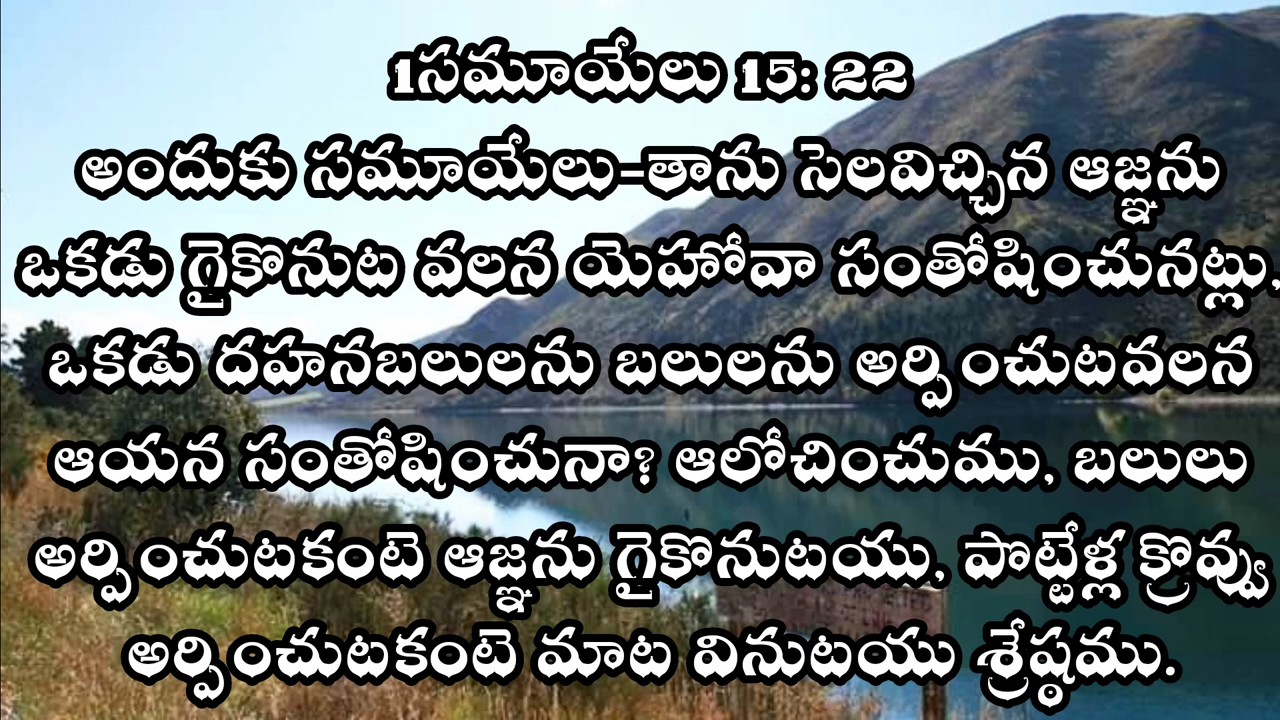 1సమూయేలు 15: 22
అందుకు సమూయేలు-తాను సెలవిచ్చిన ఆజ్ఞను
ఒకడు గైకొనుట వలన యెహోవా సంతోషించునట్లు,
ఒకడు దహనబలులను బలులను అర్పించుటవలన
ఆయన సంతోషించునా? ఆలోచించుము, బలులు
అర్పించుటకంటె ఆజ్ఞను గైకొనుటయు, పొట్టేళ్ల క్రొవ్వు
అర్పించుటకంటె మాట వినుటయు శ్రేష్ఠము.